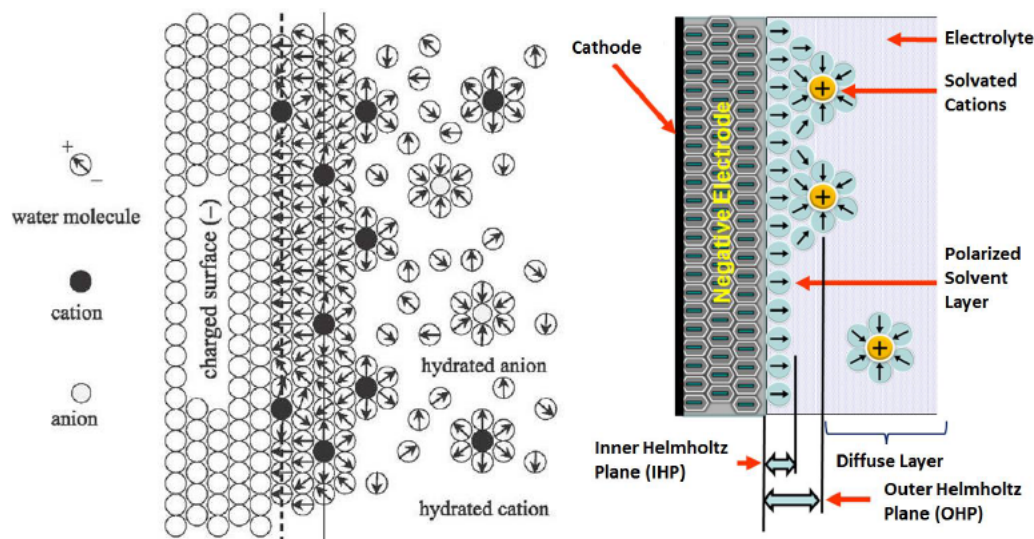 +
−
water molecule
cation
anion
charged surface (−)
hydrated anion
hydrated cation
Cathode
Negative Electrode
Electrolyte
Solvated
Cations
+
+
Polarized
Solvent
Layer
+
Inner Helmholtz
Plane (IHP)
Diffuse Layer
Outer Helmholtz
Plane (OHP)